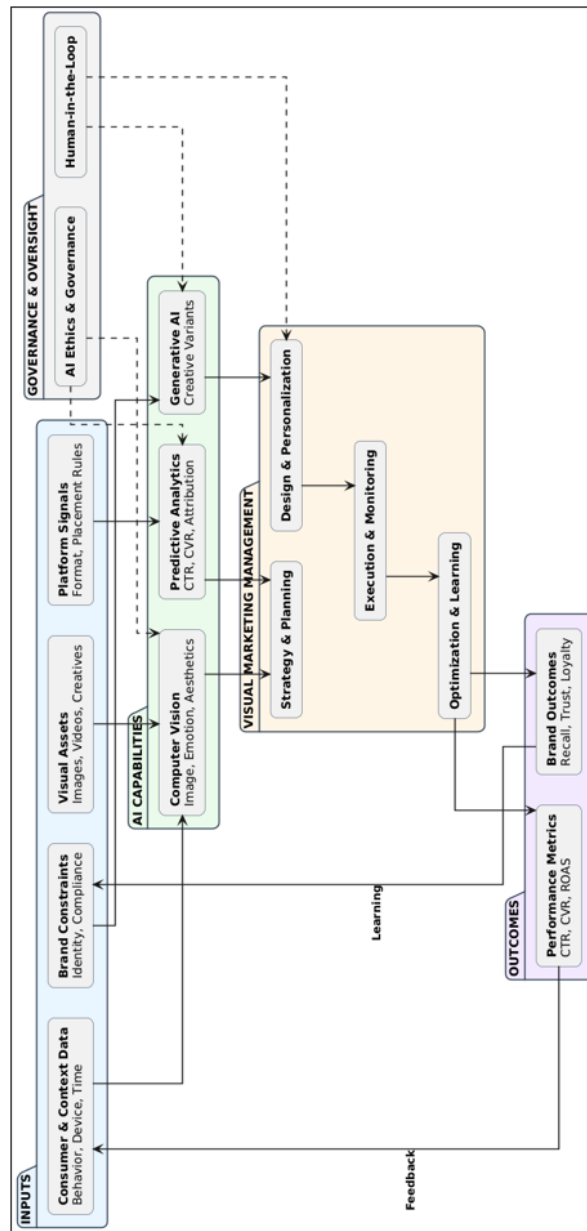 INPUTS
Consumer & Context Data
Behavior, Device, Time
Brand Constraints
Identity, Compliance
Visual Assets
Images, Videos, Creatives
Platform Signals
Format, Placement Rules
GOVERNANCE & OVERSIGHT
AI Ethics & Governance
Human-in-the-Loop
AI CAPABILITIES
Computer Vision
Image, Emotion, Aesthetics
Predictive Analytics
CTR, CVR, Attribution
Generative AI
Creative Variants
VISUAL MARKETING MANAGEMENT
Strategy & Planning
Design & Personalization
Execution & Monitoring
Optimization & Learning
Learning
Feedback
OUTCOMES
Performance Metrics
CTR, CVR, ROAS
Brand Outcomes
Recall, Trust, Loyalty